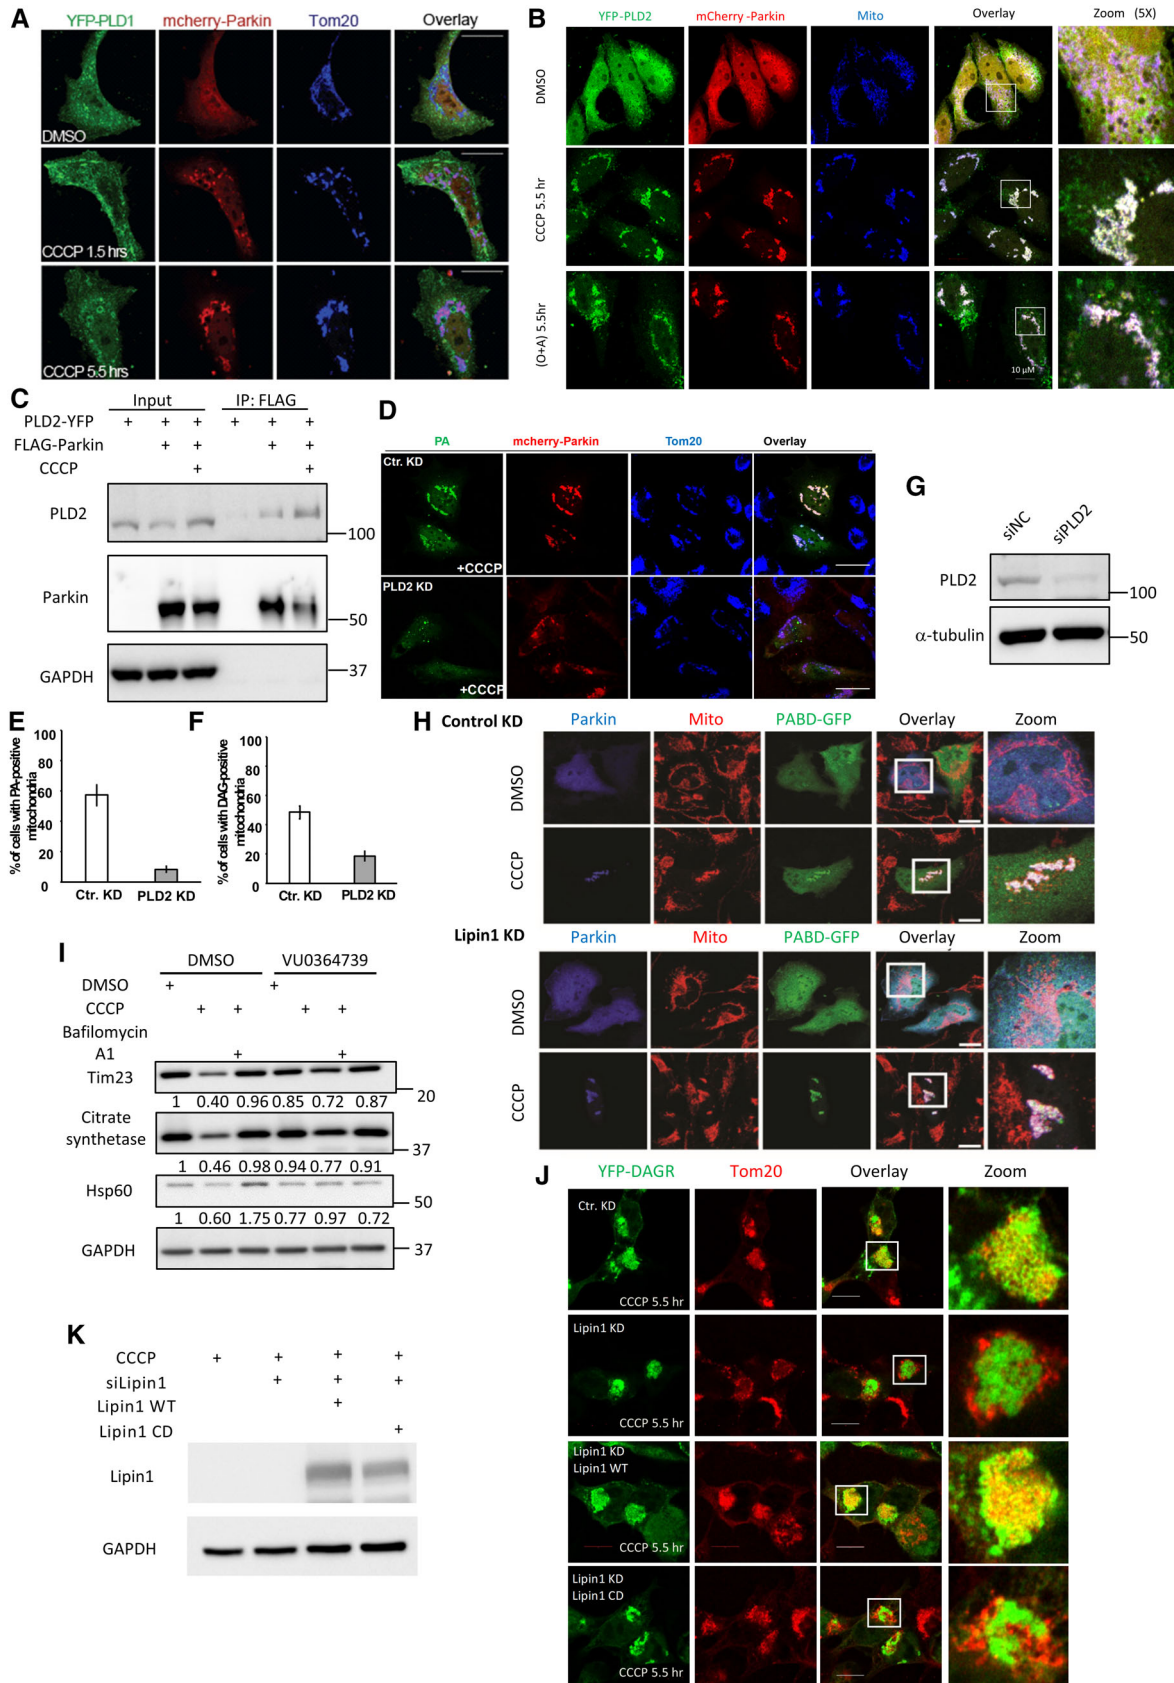 A
YFP-PLD1 mcherry-Parkin Tom20 Overlay
DMSO
CCCP 1.5 hrs
CCCP 5.5 hrs
B
YFP-PLD2 mCherry -Parkin Mito Overlay Zoom (5X)
DMSO
CCCP 5.5 hr
(O+A) 5.5hr
10 µM
C
Input IP: FLAG
PLD2-YFP + + + + + +
FLAG-Parkin + + + +
CCCP + +
PLD2
100
Parkin
50
GAPDH
37
D
PA mcherry-Parkin Tom20 Overlay
Ctr. KD
+CCCP
PLD2 KD
+CCCP
G
siNC siPLD2
PLD2
100
α-tubulin
50
E
% of cells with PA-positive
mitochondria
100
80
60
40
20
0
Ctr. KD PLD2 KD
F
% of cells with DAG-positive
mitochondria
100
80
60
40
20
0
Ctr. KD PLD2 KD
H
Control KD
Parkin Mito PABD-GFP Overlay Zoom
DMSO
CCCP
Lipin1 KD
Parkin Mito PABD-GFP Overlay Zoom
DMSO
CCCP
I
DMSO VU0364739
DMSO + +
CCCP + + + +
Bafilomycin
A1 + +
Tim23
20
1 0.40 0.96 0.85 0.72 0.87
Citrate
synthetase
37
1 0.46 0.98 0.94 0.77 0.91
Hsp60
50
1 0.60 1.75 0.77 0.97 0.72
GAPDH
37
J
YFP-DAGR Tom20 Overlay Zoom
Ctr. KD
CCCP 5.5 hr
Lipin1 KD
CCCP 5.5 hr
Lipin1 KD
Lipin1 WT
CCCP 5.5 hr
Lipin1 KD
Lipin1 CD
CCCP 5.5 hr
K
CCCP + + + +
siLipin1 + + +
Lipin1 WT +
Lipin1 CD +
Lipin1
GAPDH